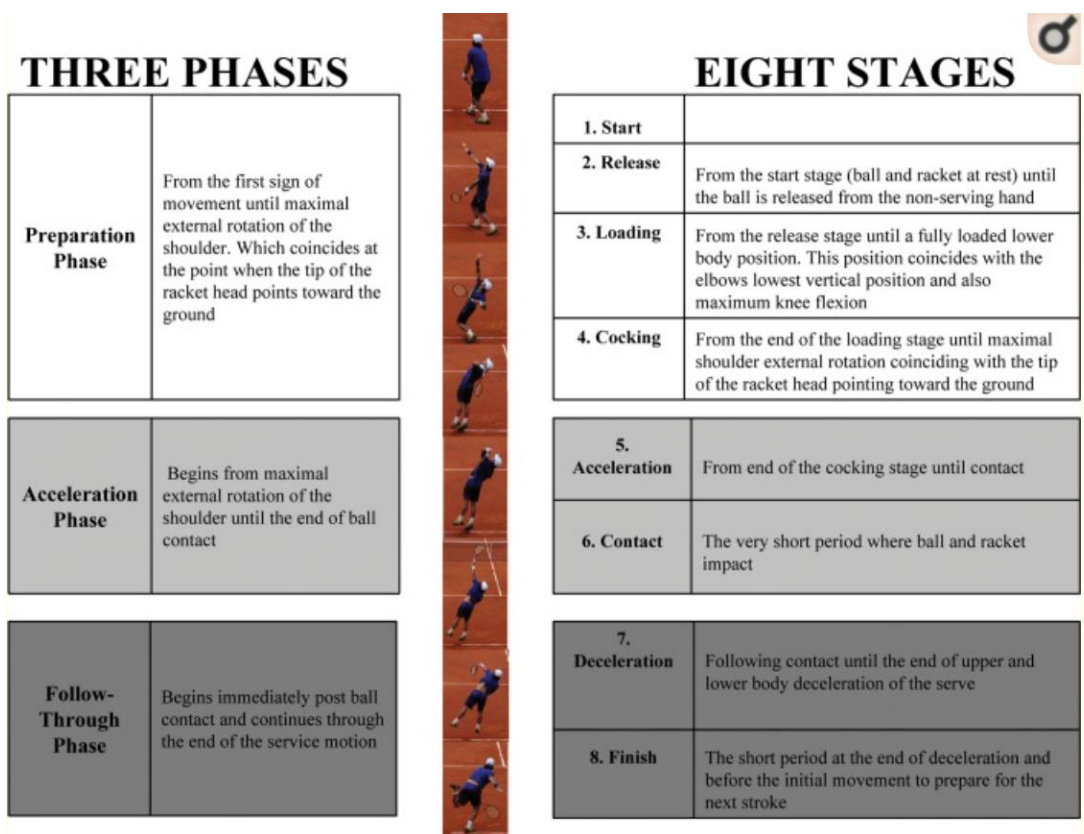 THREE PHASES
Preparation
Phase
From the first sign of
movement until maximal
external rotation of the
shoulder. Which coincides at
the point when the tip of the
racket head points toward the
ground
Acceleration
Phase
Begins from maximal
external rotation of the
shoulder until the end of ball
contact
Follow-
Through
Phase
Begins immediately post ball
contact and continues through
the end of the service motion
EIGHT STAGES
1. Start
2. Release
From the start stage (ball and racket at rest) until
the ball is released from the non-serving hand
3. Loading
From the release stage until a fully loaded lower
body position. This position coincides with the
elbows lowest vertical position and also
maximum knee flexion
4. Cocking
From the end of the loading stage until maximal
shoulder external rotation coinciding with the tip
of the racket head pointing toward the ground
5.
Acceleration
From end of the cocking stage until contact
6. Contact
The very short period where ball and racket
impact
7.
Deceleration
Following contact until the end of upper and
lower body deceleration of the serve
8. Finish
The short period at the end of deceleration and
before the initial movement to prepare for the
next stroke